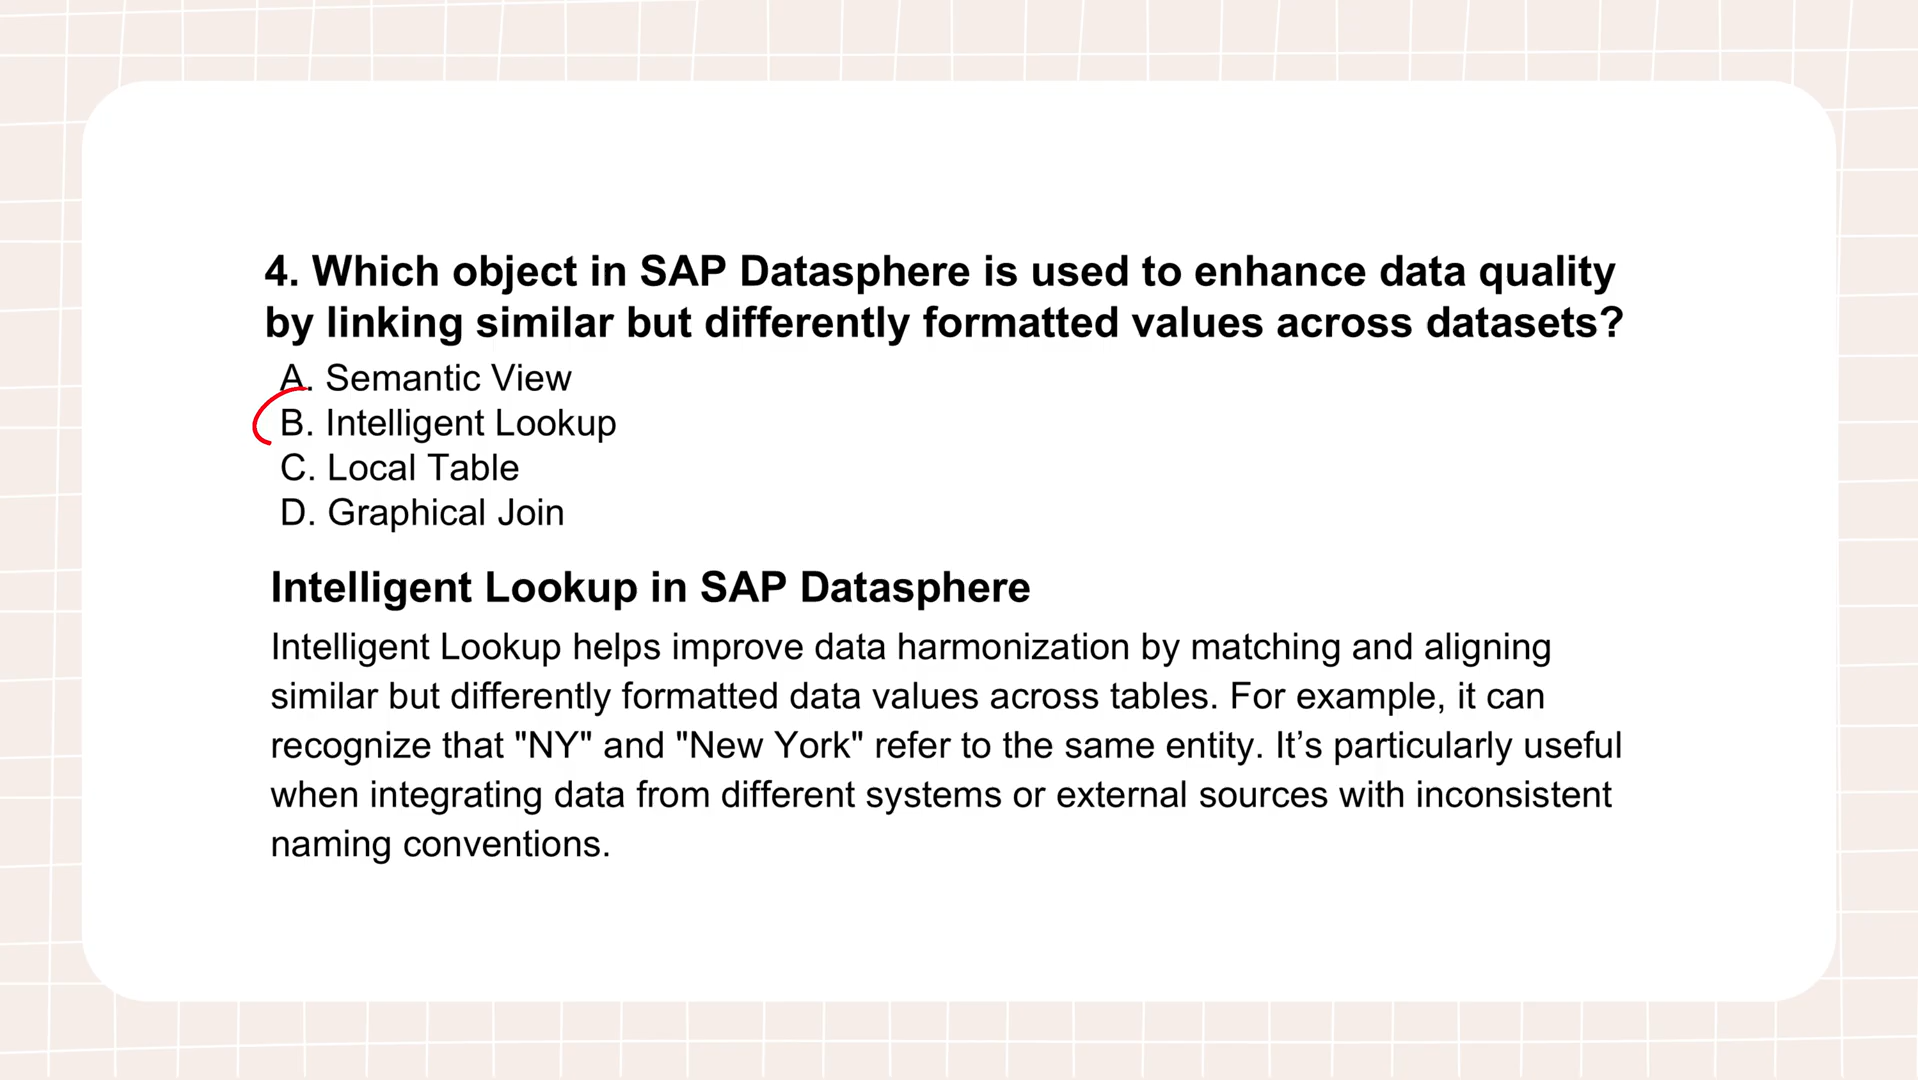 4. Which object in SAP Datasphere is used to enhance data quality
by linking similar but differently formatted values across datasets?
A. Semantic View
B. Intelligent Lookup
C. Local Table
D. Graphical Join
Intelligent Lookup in SAP Datasphere
Intelligent Lookup helps improve data harmonization by matching and aligning
similar but differently formatted data values across tables. For example, it can
recognize that "NY" and "New York" refer to the same entity. It’s particularly useful
when integrating data from different systems or external sources with inconsistent
naming conventions.